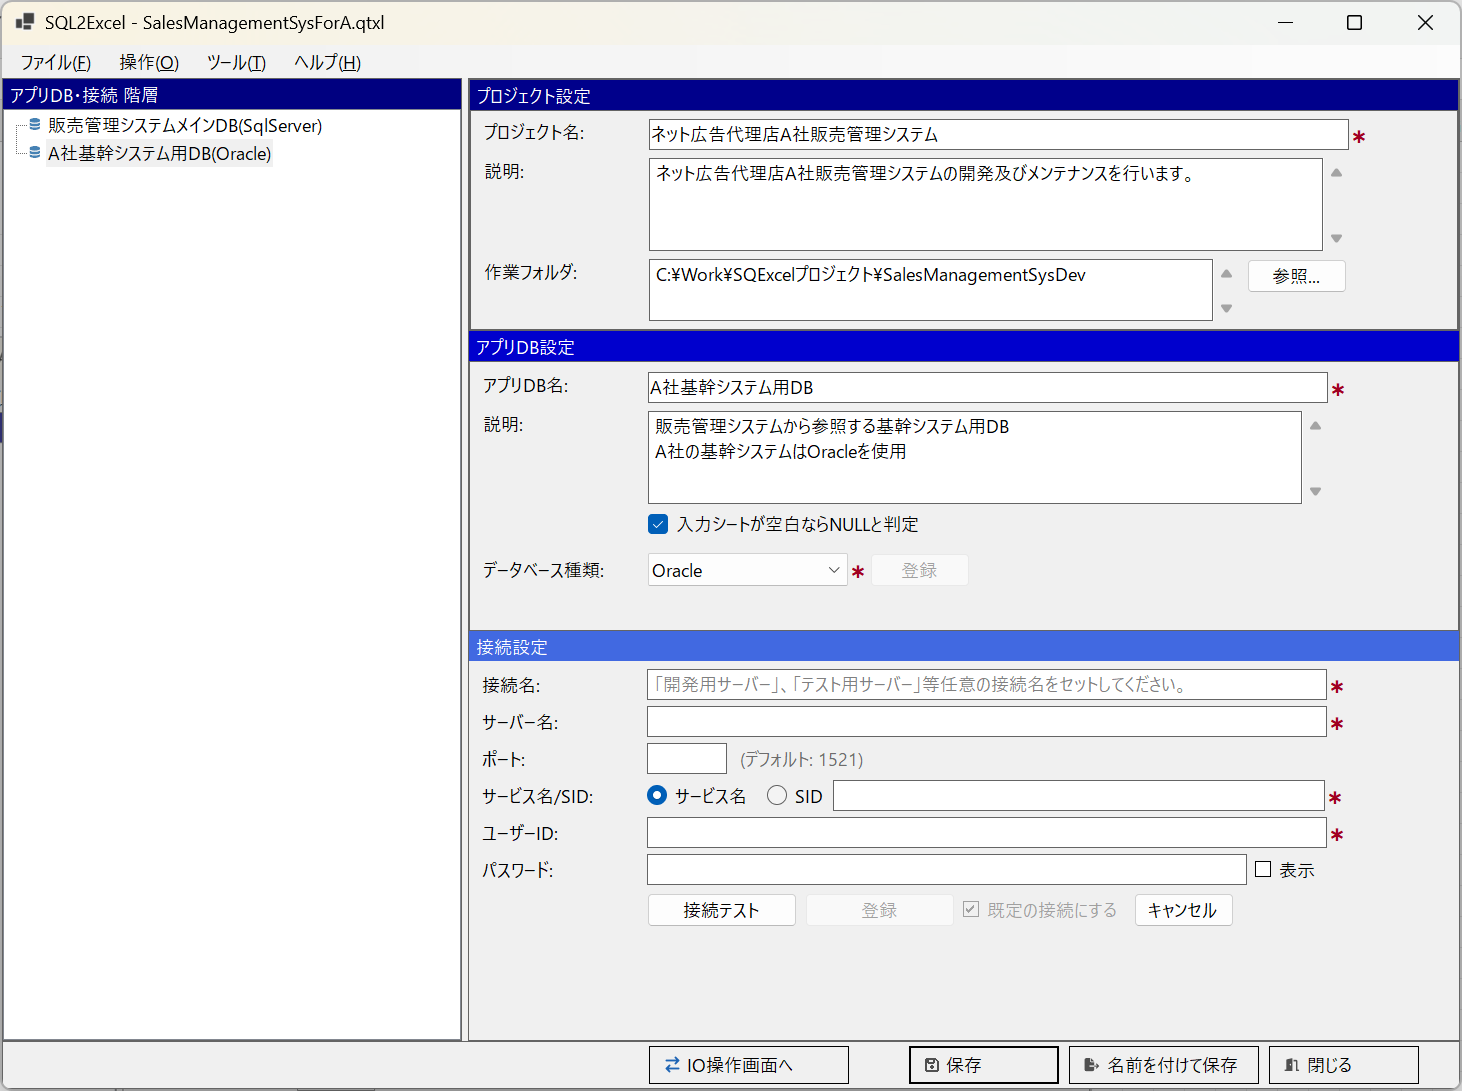 SQL2Excel - SalesManagementSysForA.qtxl
ファイル(F) 操作(O) ツール(T) ヘルプ(H)
アプリDB・接続 階層
販売管理システムメインDB(SqlServer)
A社基幹システム用DB(Oracle)
プロジェクト設定
プロジェクト名: ネット広告代理店A社販売管理システム *
説明: ネット広告代理店A社販売管理システムの開発及びメンテナンスを行います。
作業フォルダ: C:¥Work¥SQExcelプロジェクト¥SalesManagementSysDev 参照...
アプリDB設定
アプリDB名: A社基幹システム用DB *
説明: 販売管理システムから参照する基幹システム用DB
A社の基幹システムはOracleを使用
入力シートが空白ならNULLと判定
データベース種類: Oracle * 登録
接続設定
接続名: 「開発用サーバー」、「テスト用サーバー」等任意の接続名をセットしてください。 *
サーバー名: *
ポート: (デフォルト: 1521)
サービス名/SID: サービス名 SID *
ユーザーID: *
パスワード: 表示
接続テスト 登録 既定の接続にする キャンセル
IO操作画面へ 保存 名前を付けて保存 閉じる